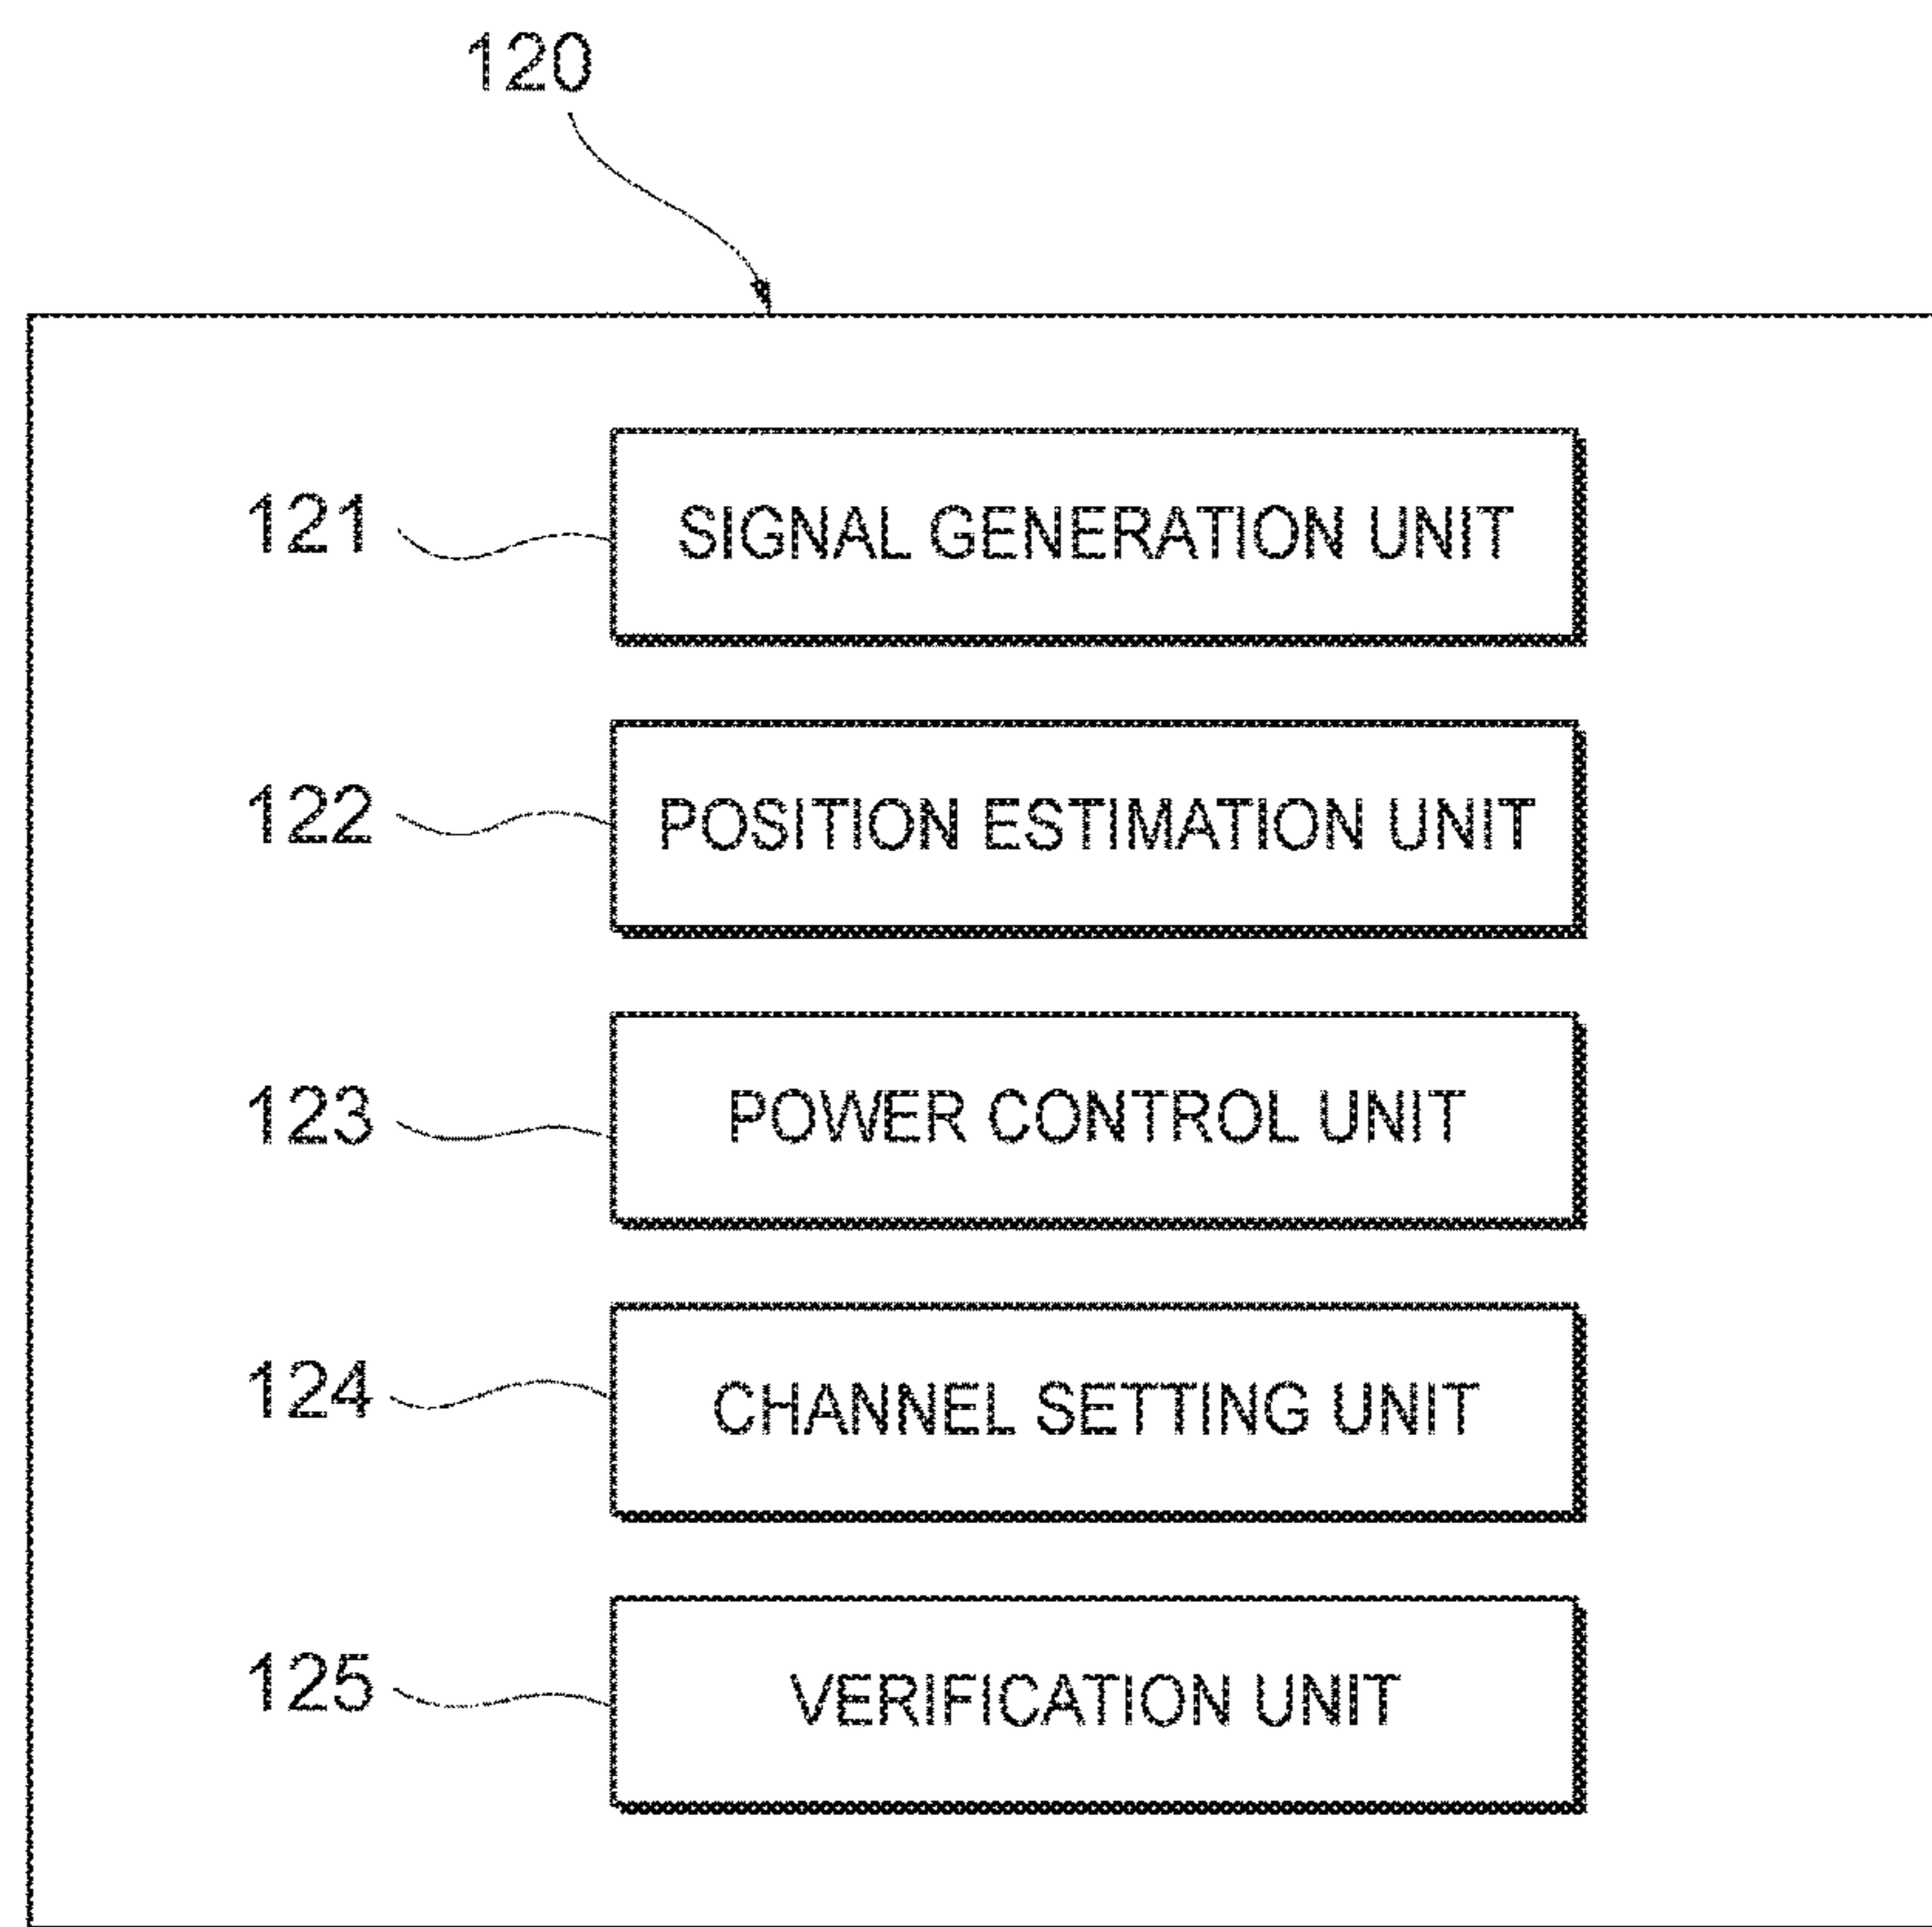 120
121 SIGNAL GENERATION UNIT
122 POSITION ESTIMATION UNIT
123 POWER CONTROL UNIT
124 CHANNEL SETTING UNIT
125 VERIFICATION UNIT